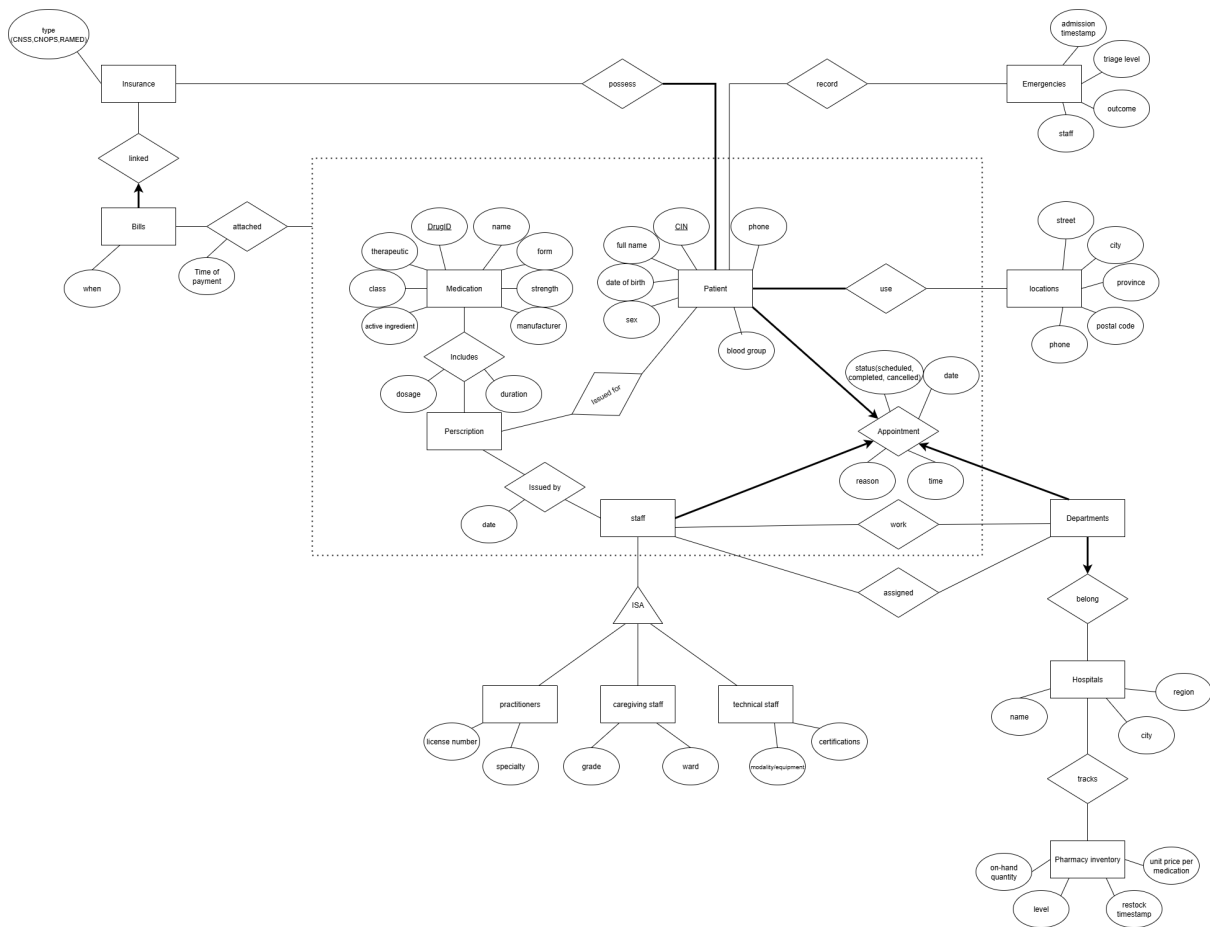 type
(CNSS,CNOPS,RAMED)
Insurance
possess
record
Emergencies
admission
timestamp
triage level
outcome
staff
linked
Bills
attached
when
Time of
payment
DrugID
name
therapeutic
form
class
Medication
strength
active ingredient
manufacturer
Includes
dosage
duration
Perscription
CIN
phone
full name
date of birth
Patient
sex
blood group
Issued for
use
street
city
locations
province
postal code
phone
status(scheduled,
completed, cancelled)
date
Appointment
reason
time
Issued by
date
staff
work
Departments
assigned
belong
ISA
practitioners
caregiving staff
technical staff
license number
specialty
grade
ward
modality/equipment
certifications
Hospitals
region
name
city
tracks
Pharmacy inventory
on-hand
quantity
unit price per
medication
level
restock
timestamp